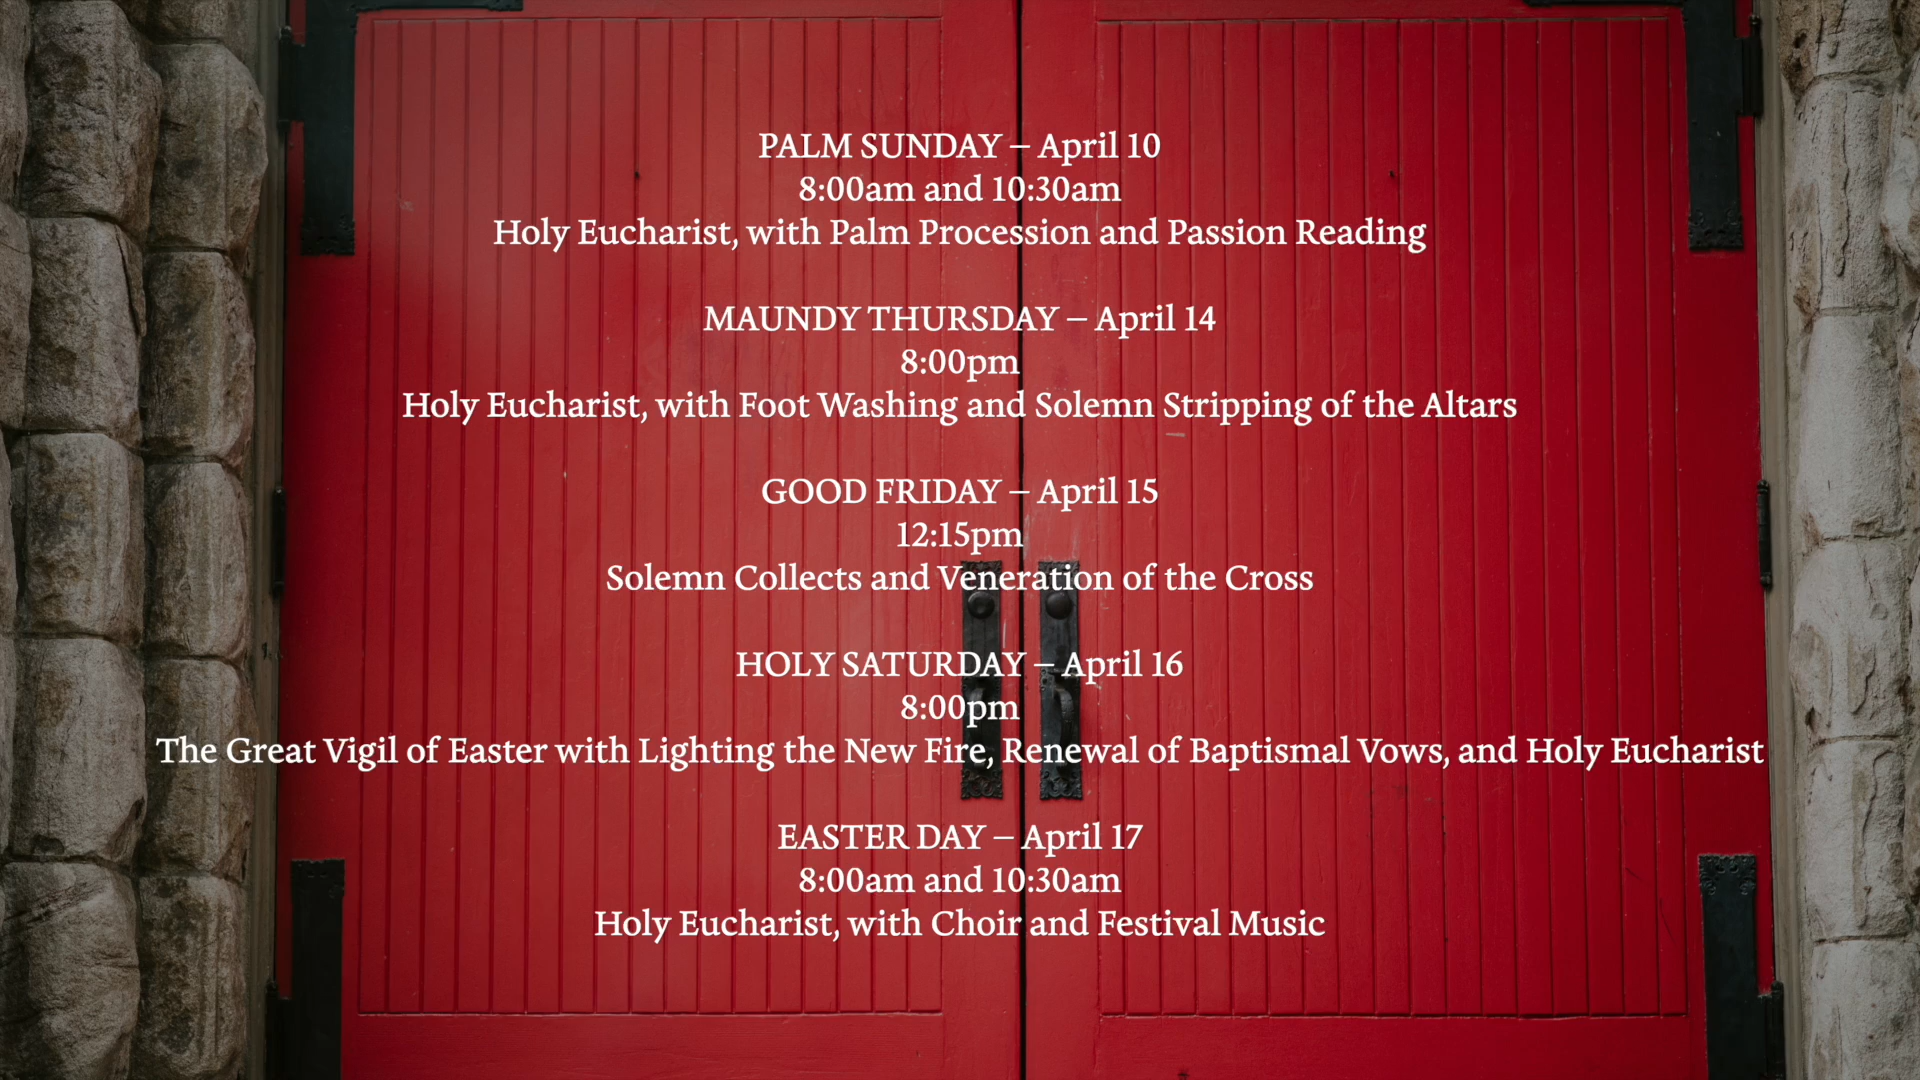 PALM SUNDAY – April 10
8:00am and 10:30am
Holy Eucharist, with Palm Procession and Passion Reading
MAUNDY THURSDAY – April 14
8:00pm
Holy Eucharist, with Foot Washing and Solemn Stripping of the Altars
GOOD FRIDAY – April 15
12:15pm
Solemn Collects and Veneration of the Cross
HOLY SATURDAY – April 16
8:00pm
The Great Vigil of Easter with Lighting the New Fire, Renewal of Baptismal Vows, and Holy Eucharist
EASTER DAY – April 17
8:00am and 10:30am
Holy Eucharist, with Choir and Festival Music